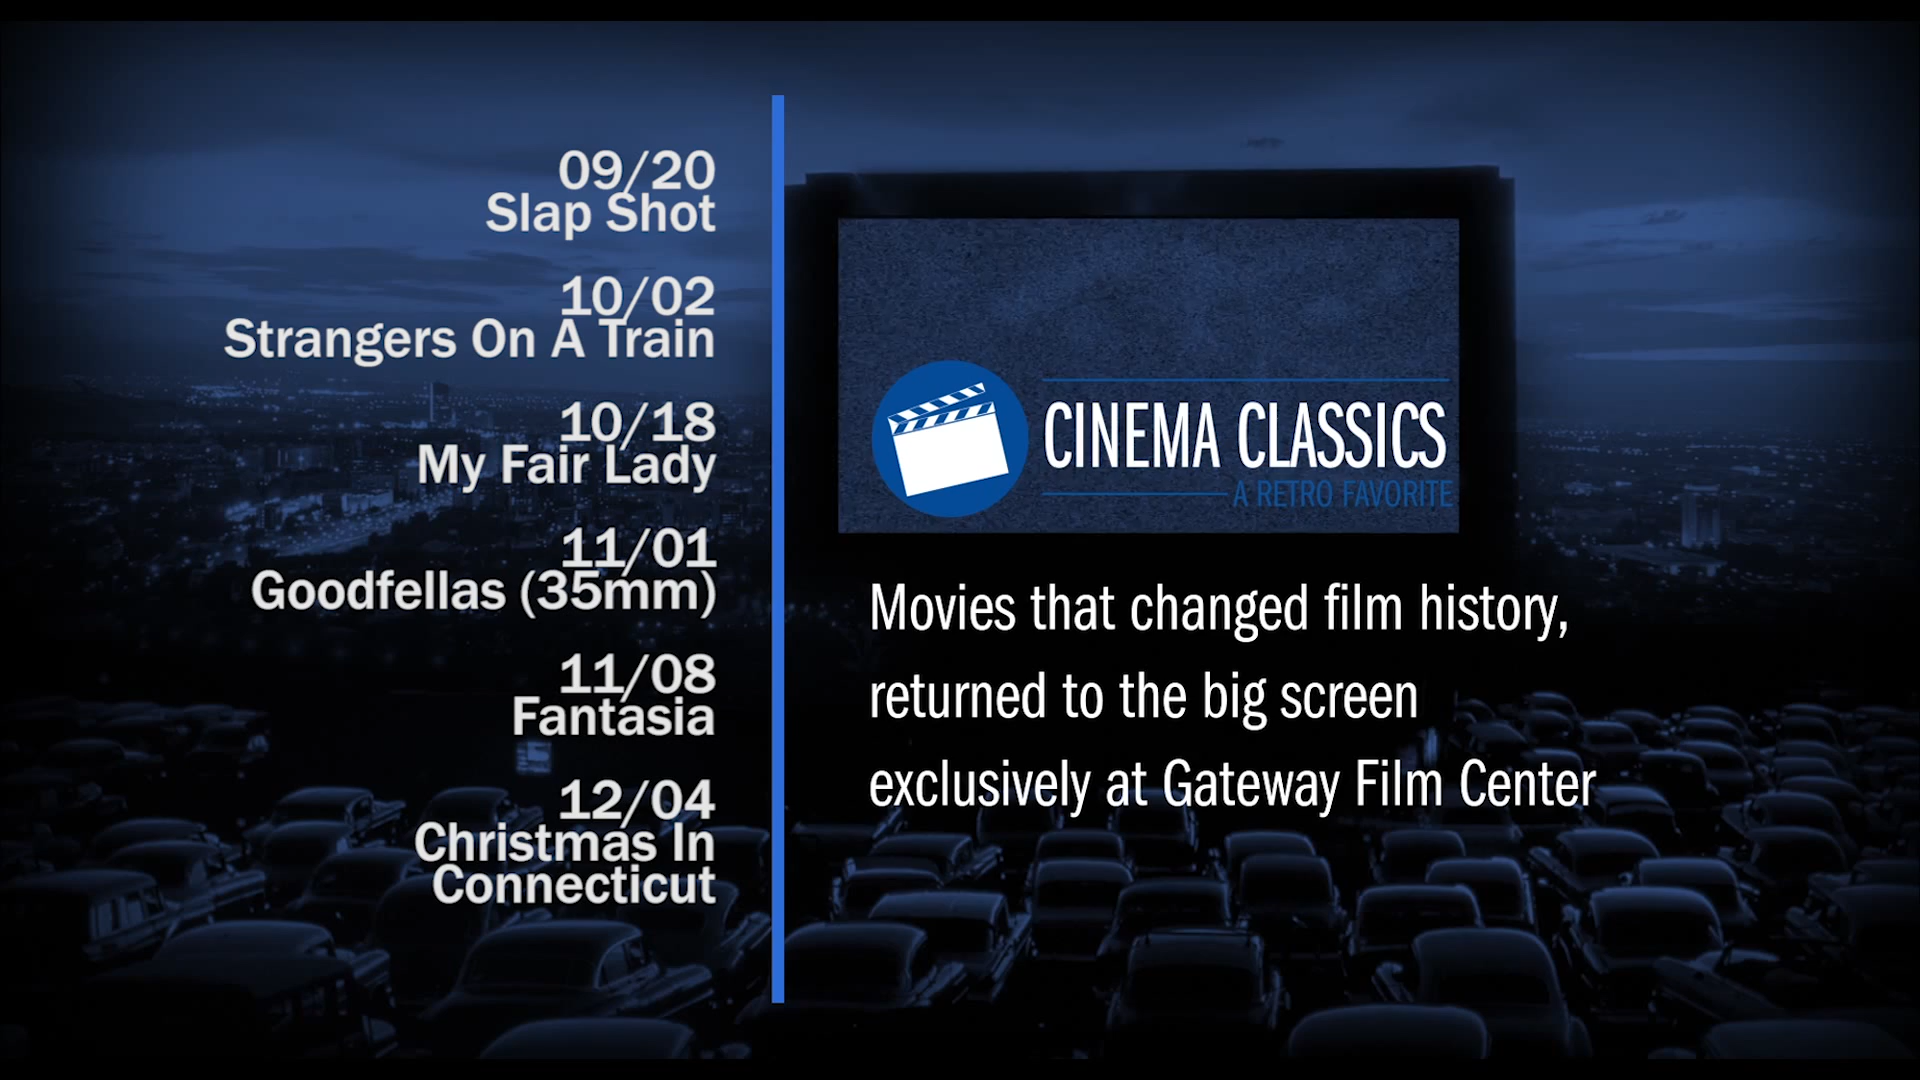 09/20
Slap Shot
10/02
Strangers On A Train
10/18
My Fair Lady
11/01
Goodfellas (35mm)
11/08
Fantasia
12/04
Christmas In
Connecticut
CINEMA CLASSICS
A RETRO FAVORITE
Movies that changed film history,
returned to the big screen
exclusively at Gateway Film Center